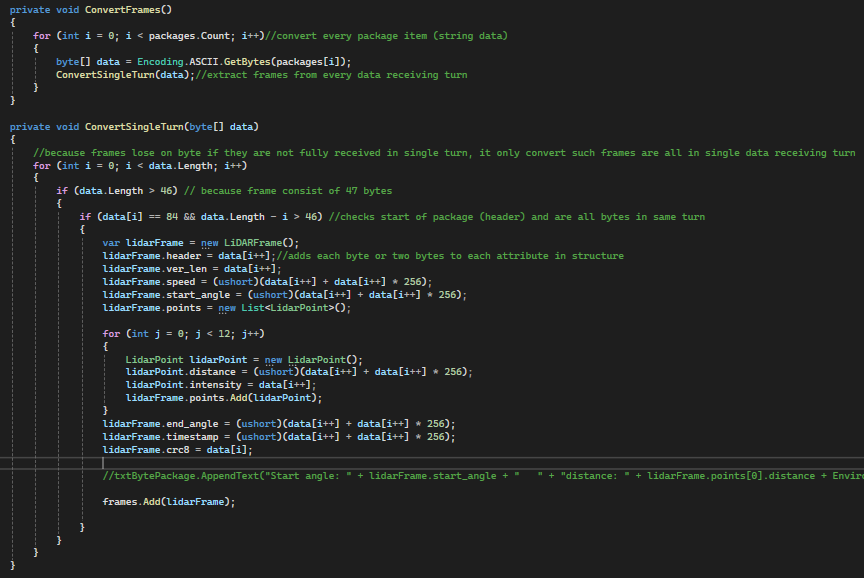 private void ConvertFrames()
{
for (int i = 0; i < packages.Count; i++)//convert every package item (string data)
{
byte[] data = Encoding.ASCII.GetBytes(packages[i]);
ConvertSingleTurn(data);//extract frames from every data receiving turn
}
}
private void ConvertSingleTurn(byte[] data)
{
//because frames lose on byte if they are not fully received in single turn, it only convert such frames are all in single data receiving turn
for (int i = 0; i < data.Length; i++)
{
if (data.Length > 46) // because frame consist of 47 bytes
{
if (data[i] == 84 && data.Length - i > 46) //checks start of package (header) and are all bytes in same turn
{
var lidarFrame = new LiDARFrame();
lidarFrame.header = data[i++];//adds each byte or two bytes to each attribute in structure
lidarFrame.ver_len = data[i++];
lidarFrame.speed = (ushort)(data[i++] + data[i++] * 256);
lidarFrame.start_angle = (ushort)(data[i++] + data[i++] * 256);
lidarFrame.points = new List<LidarPoint>();
for (int j = 0; j < 12; j++)
{
LidarPoint lidarPoint = new LidarPoint();
lidarPoint.distance = (ushort)(data[i++] + data[i++] * 256);
lidarPoint.intensity = data[i++];
lidarFrame.points.Add(lidarPoint);
}
lidarFrame.end_angle = (ushort)(data[i++] + data[i++] * 256);
lidarFrame.timestamp = (ushort)(data[i++] + data[i++] * 256);
lidarFrame.crc8 = data[i];
//txtBytePackage.AppendText("Start angle: " + lidarFrame.start_angle + "   " + "distance: " + lidarFrame.points[0].distance + Enviro
frames.Add(lidarFrame);
}
}
}
}